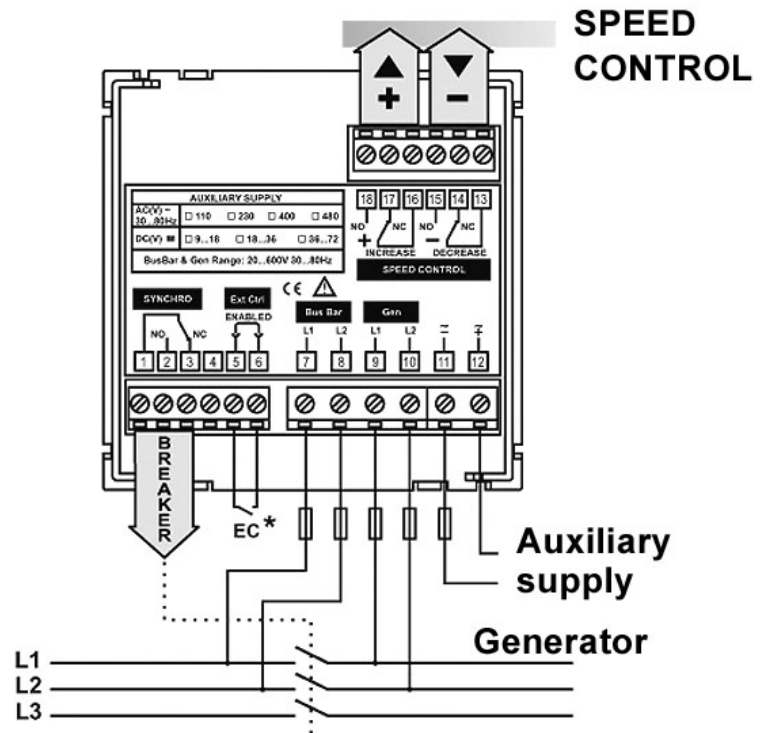 SPEED
CONTROL
+ −
AUXILIARY SUPPLY
AC(V) ~
30...80Hz
□ 110 □ 230 □ 400 □ 480
DC(V) □ 9...18 □ 18...36 □ 36...72
BusBar & Gen Range: 20...600V 30...80Hz
18 17 16 15 14 13
NO NC NO NC
+ −
INCREASE DECREASE
SPEED CONTROL
CE
SYNCHRO
Ext Ctrl
ENABLED
Bus Bar
Gen
NO NC
L1 L2 L1 L2
1 2 3 4 5 6 7 8 9 10 11 12
BREAKER
EC*
Auxiliary
supply
Generator
L1
L2
L3